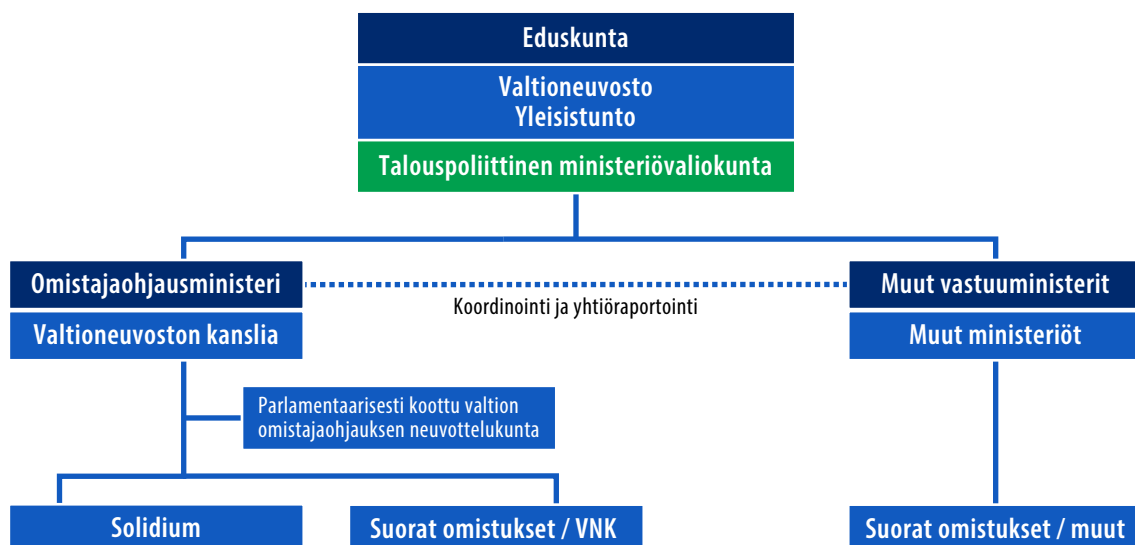 Eduskunta
Valtioneuvosto
Yleisistunto
Talouspoliittinen ministeriövaliokunta
Omistajaohjausministeri
Koordinointi ja yhtiöraportointi
Muut vastuuministerit
Valtioneuvoston kanslia
Muut ministeriöt
Parlamentaarisesti koottu valtion
omistajaohjauksen neuvottelukunta
Solidium
Suorat omistukset / VNK
Suorat omistukset / muut